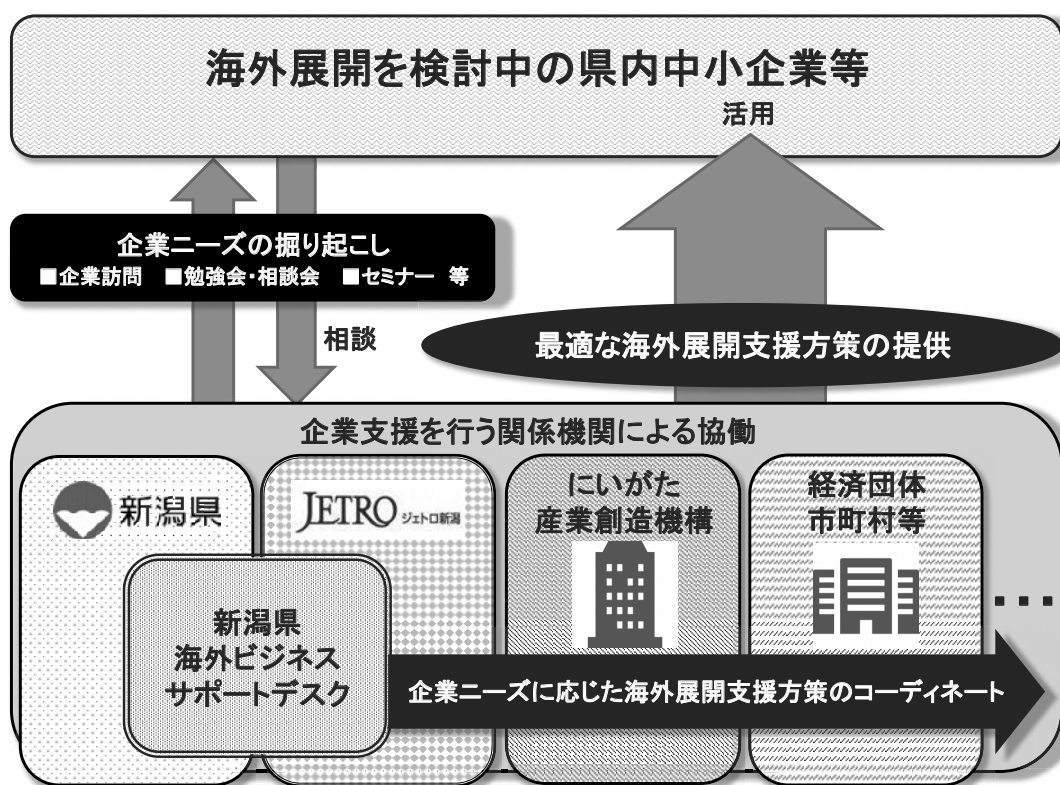 海外展開を検討中の県内中小企業等
活用
企業ニーズの掘り起こし
■企業訪問　■勉強会・相談会　■セミナー　等
相談
最適な海外展開支援方策の提供
企業支援を行う関係機関による協働
新潟県
JETRO ジェトロ新潟
にいがた
産業創造機構
経済団体
市町村等
・・・
新潟県
海外ビジネス
サポートデスク
企業ニーズに応じた海外展開支援方策のコーディネート